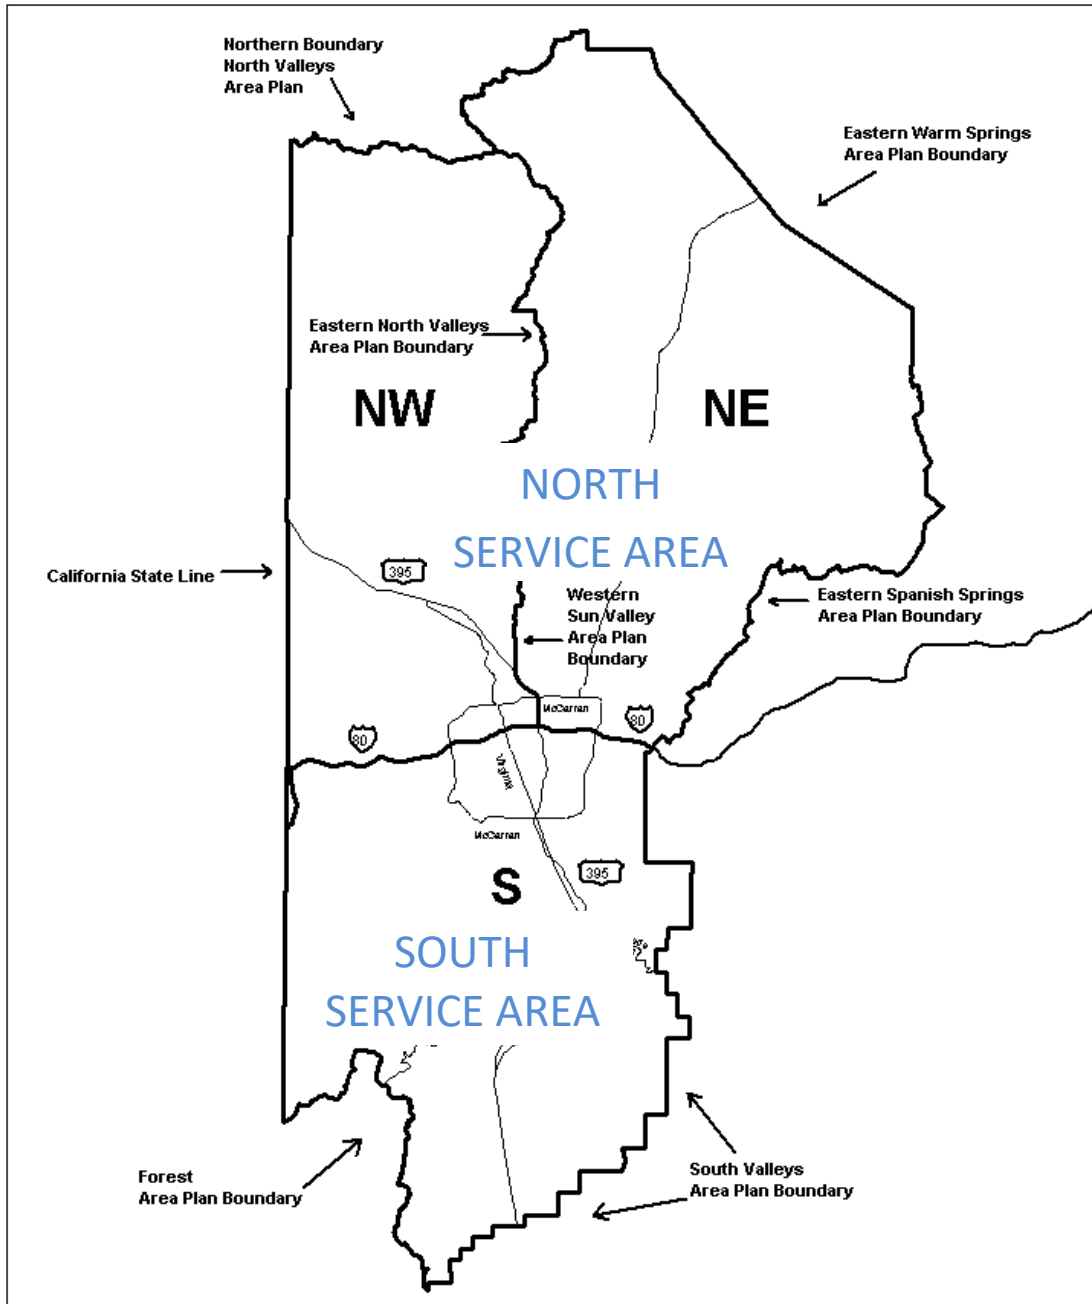 Northern Boundary
North Valleys
Area Plan
Eastern Warm Springs
Area Plan Boundary
Eastern North Valleys
Area Plan Boundary
NW
NE
NORTH
SERVICE AREA
395
California State Line
Western
Sun Valley
Area Plan
Boundary
Eastern Spanish Springs
Area Plan Boundary
McCarran
80
80
Virginia
McCarran
395
S
SOUTH
SERVICE AREA
Forest
Area Plan Boundary
South Valleys
Area Plan Boundary